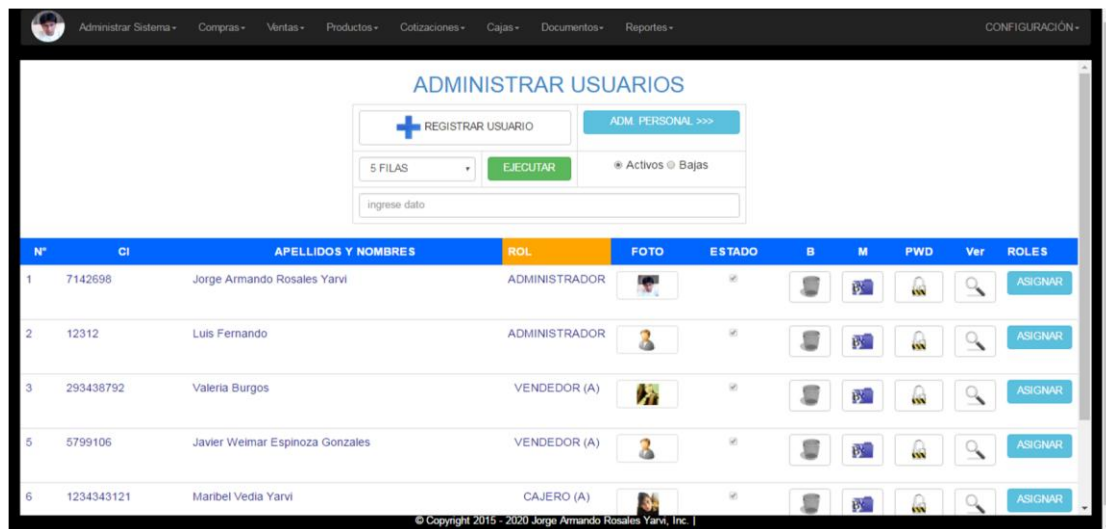 Administrar Sistema Compras Ventas Productos Cotizaciones Cajas Documentos Reportes CONFIGURACIÓN
ADMINISTRAR USUARIOS
REGISTRAR USUARIO ADM. PERSONAL >>>
5 FILAS EJECUTAR Activos Bajas
ingrese dato
N° CI APELLIDOS Y NOMBRES ROL FOTO ESTADO B M PWD Ver ROLES
1 7142698 Jorge Armando Rosales Yarvi ADMINISTRADOR ASIGNAR
2 12312 Luis Fernando ADMINISTRADOR ASIGNAR
3 293438792 Valeria Burgos VENDEDOR (A) ASIGNAR
5 5799106 Javier Weimar Espinoza Gonzales VENDEDOR (A) ASIGNAR
6 1234343121 Maribel Vedia Yarvi CAJERO (A) ASIGNAR
© Copyright 2015 - 2020 Jorge Armando Rosales Yarvi, Inc. |